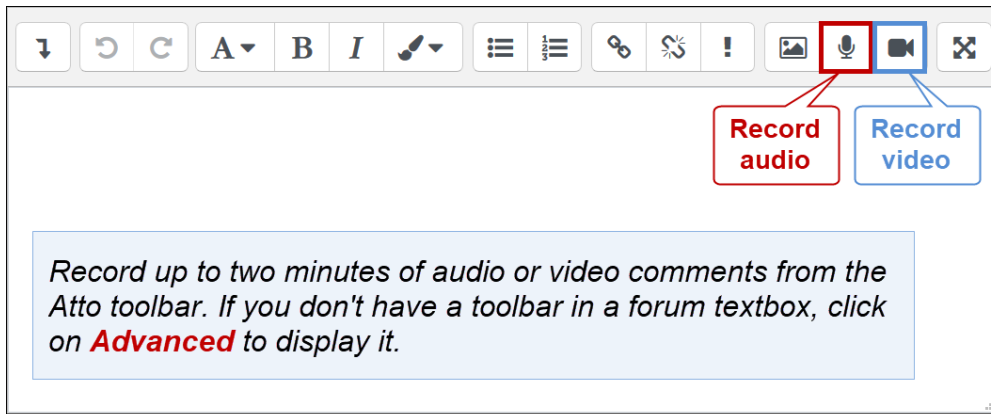 A B I
Record
audio
Record
video
Record up to two minutes of audio or video comments from the
Atto toolbar. If you don't have a toolbar in a forum textbox, click
on Advanced to display it.